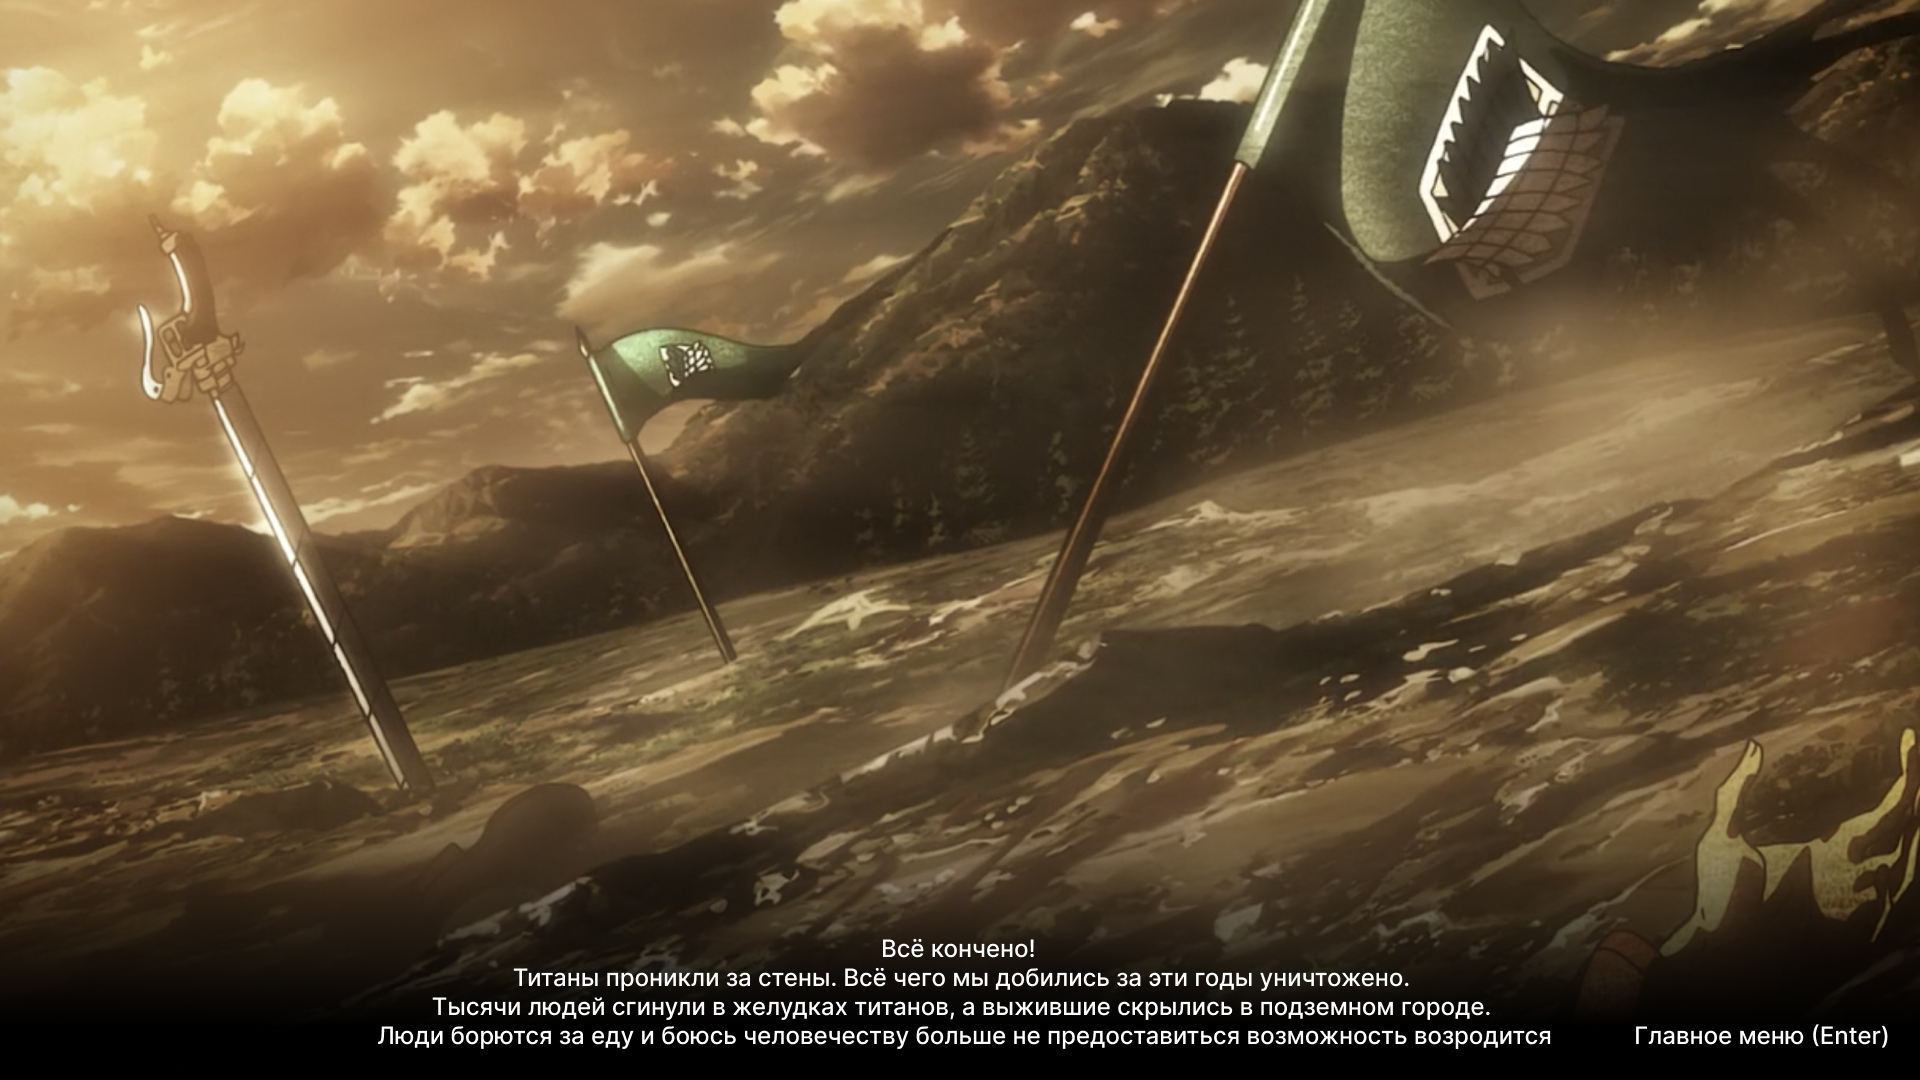 Всё кончено!
Титаны проникли за стены. Всё чего мы добились за эти годы уничтожено.
Тысячи людей сгинули в желудках титанов, а выжившие скрылись в подземном городе.
Люди борются за еду и боюсь человечеству больше не предоставиться возможность возродится
Главное меню (Enter)